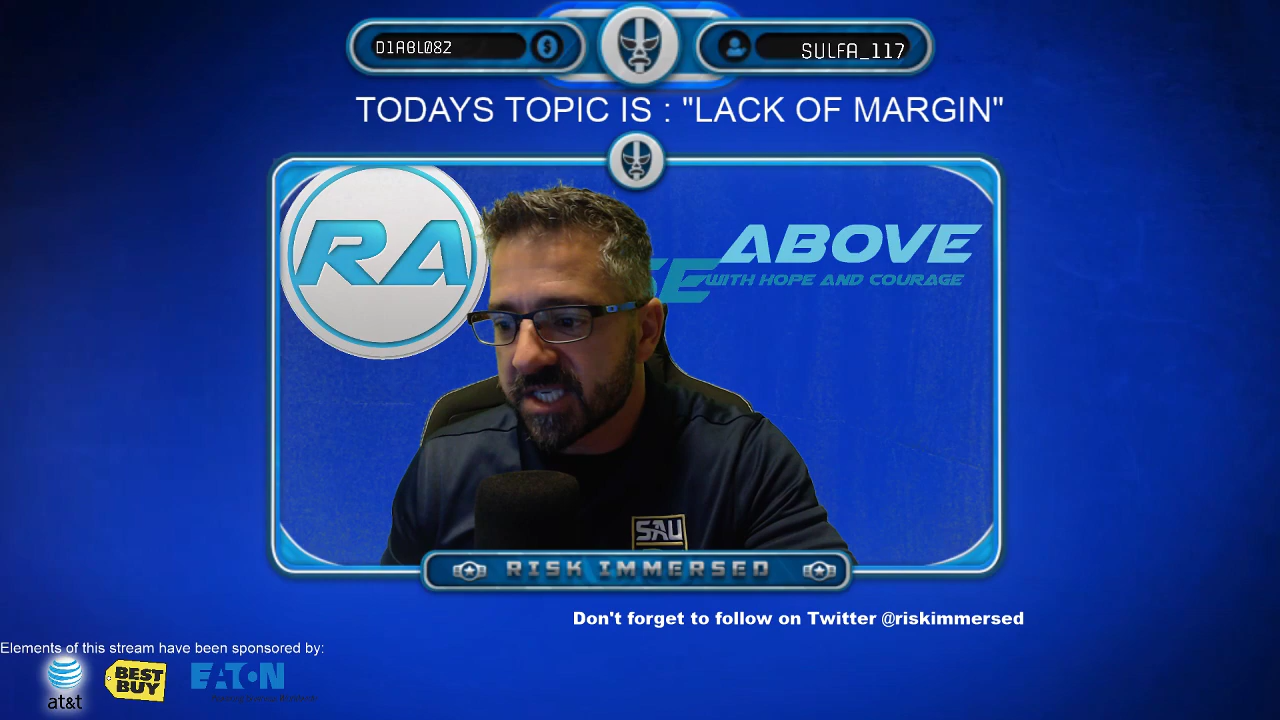 D1ABL082
SULFA_117
TODAYS TOPIC IS : "LACK OF MARGIN"
RA
ABOVE
SE
WITH HOPE AND COURAGE
SAU
RISK IMMERSED
Don't forget to follow on Twitter @riskimmersed
Elements of this stream have been sponsored by:
at&t
BEST
BUY
EATON